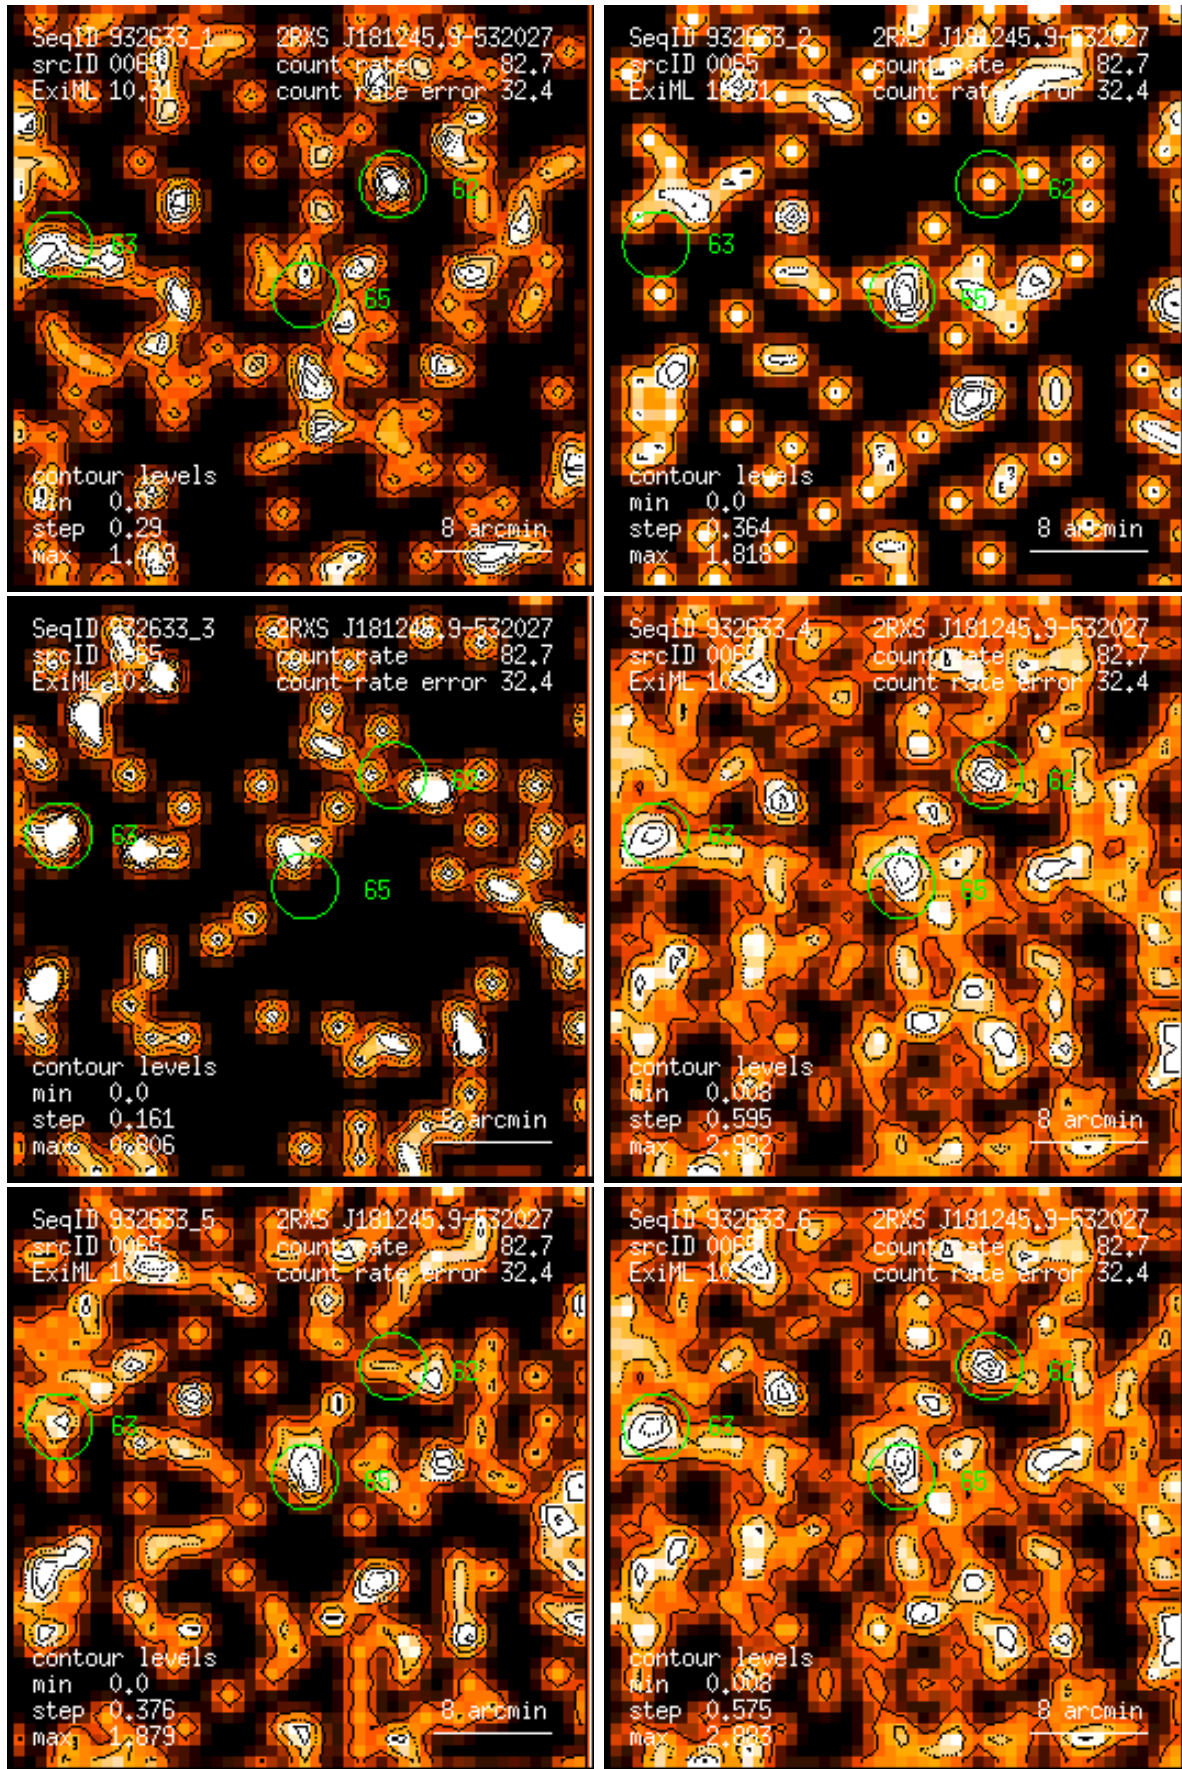 SeqID 932633_1 2RXS J181245.9-532027
srcID 0065 count rate 82.7
ExiML 10.31 count rate error 32.4
62
63
65
contour levels
min 0.0
step 0.29
max
8 arcmin
SeqID 932633_2 2RXS J181245.9-532027
srcID 0065 count rate 82.7
ExiML count rate error 32.4
62
63
65
contour levels
min 0.0
step 0.364
max 1.818
8 arcmin
SeqID 932633_3 2RXS J181245.9-532027
srcID 0065 count rate 82.7
ExiML count rate error 32.4
62
63
65
contour levels
min 0.0
step 0.161
max 0.806
8 arcmin
SeqID 932633_4 2RXS J181245.9-532027
srcID 0065 count rate 82.7
ExiML count rate error 32.4
62
63
65
contour levels
min 0.008
step 0.595
max 2.982
8 arcmin
SeqID 932633_5 2RXS J181245.9-532027
srcID 0065 count rate 82.7
ExiML count rate error 32.4
62
63
65
contour levels
min 0.0
step 0.376
max 1.879
8 arcmin
SeqID 932633_6 2RXS J181245.9-532027
srcID 0065 count rate 82.7
ExiML count rate error 32.4
62
63
65
contour levels
min 0.008
step 0.575
max
8 arcmin